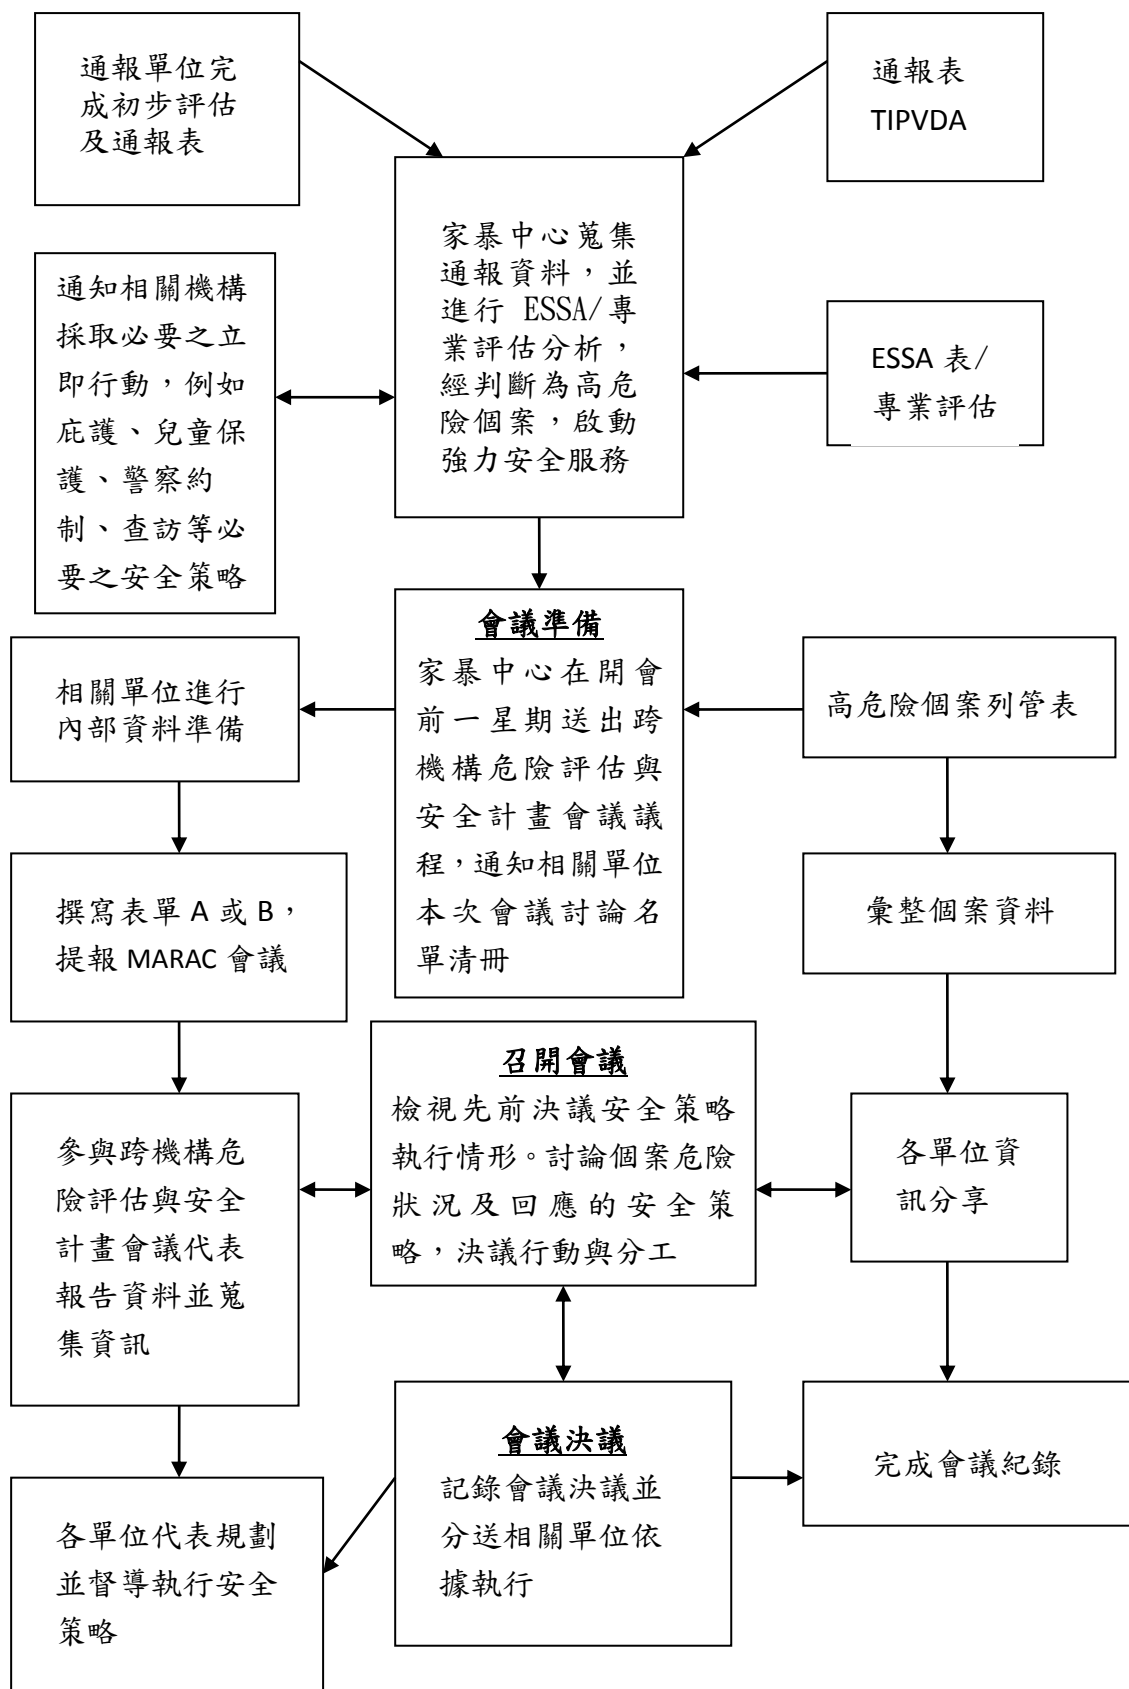 通報單位完
成初步評估
及通報表
通報表
TIPVDA
家暴中心蒐集
通報資料，並
進行 ESSA/專
業評估分析，
經判斷為高危
險個案，啟動
強力安全服務
通知相關機構
採取必要之立
即行動，例如
庇護、兒童保
護、警察約
制、查訪等必
要之安全策略
ESSA 表/
專業評估
會議準備
家暴中心在開會
前一星期送出跨
機構危險評估與
安全計畫會議議
程，通知相關單位
本次會議討論名
單清冊
相關單位進行
內部資料準備
高危險個案列管表
撰寫表單 A 或 B，
提報 MARAC 會議
彙整個案資料
召開會議
檢視先前決議安全策略
執行情形。討論個案危險
狀況及回應的安全策
略，決議行動與分工
參與跨機構危
險評估與安全
計畫會議代表
報告資料並蒐
集資訊
各單位資
訊分享
會議決議
記錄會議決議並
分送相關單位依
據執行
完成會議紀錄
各單位代表規劃
並督導執行安全
策略